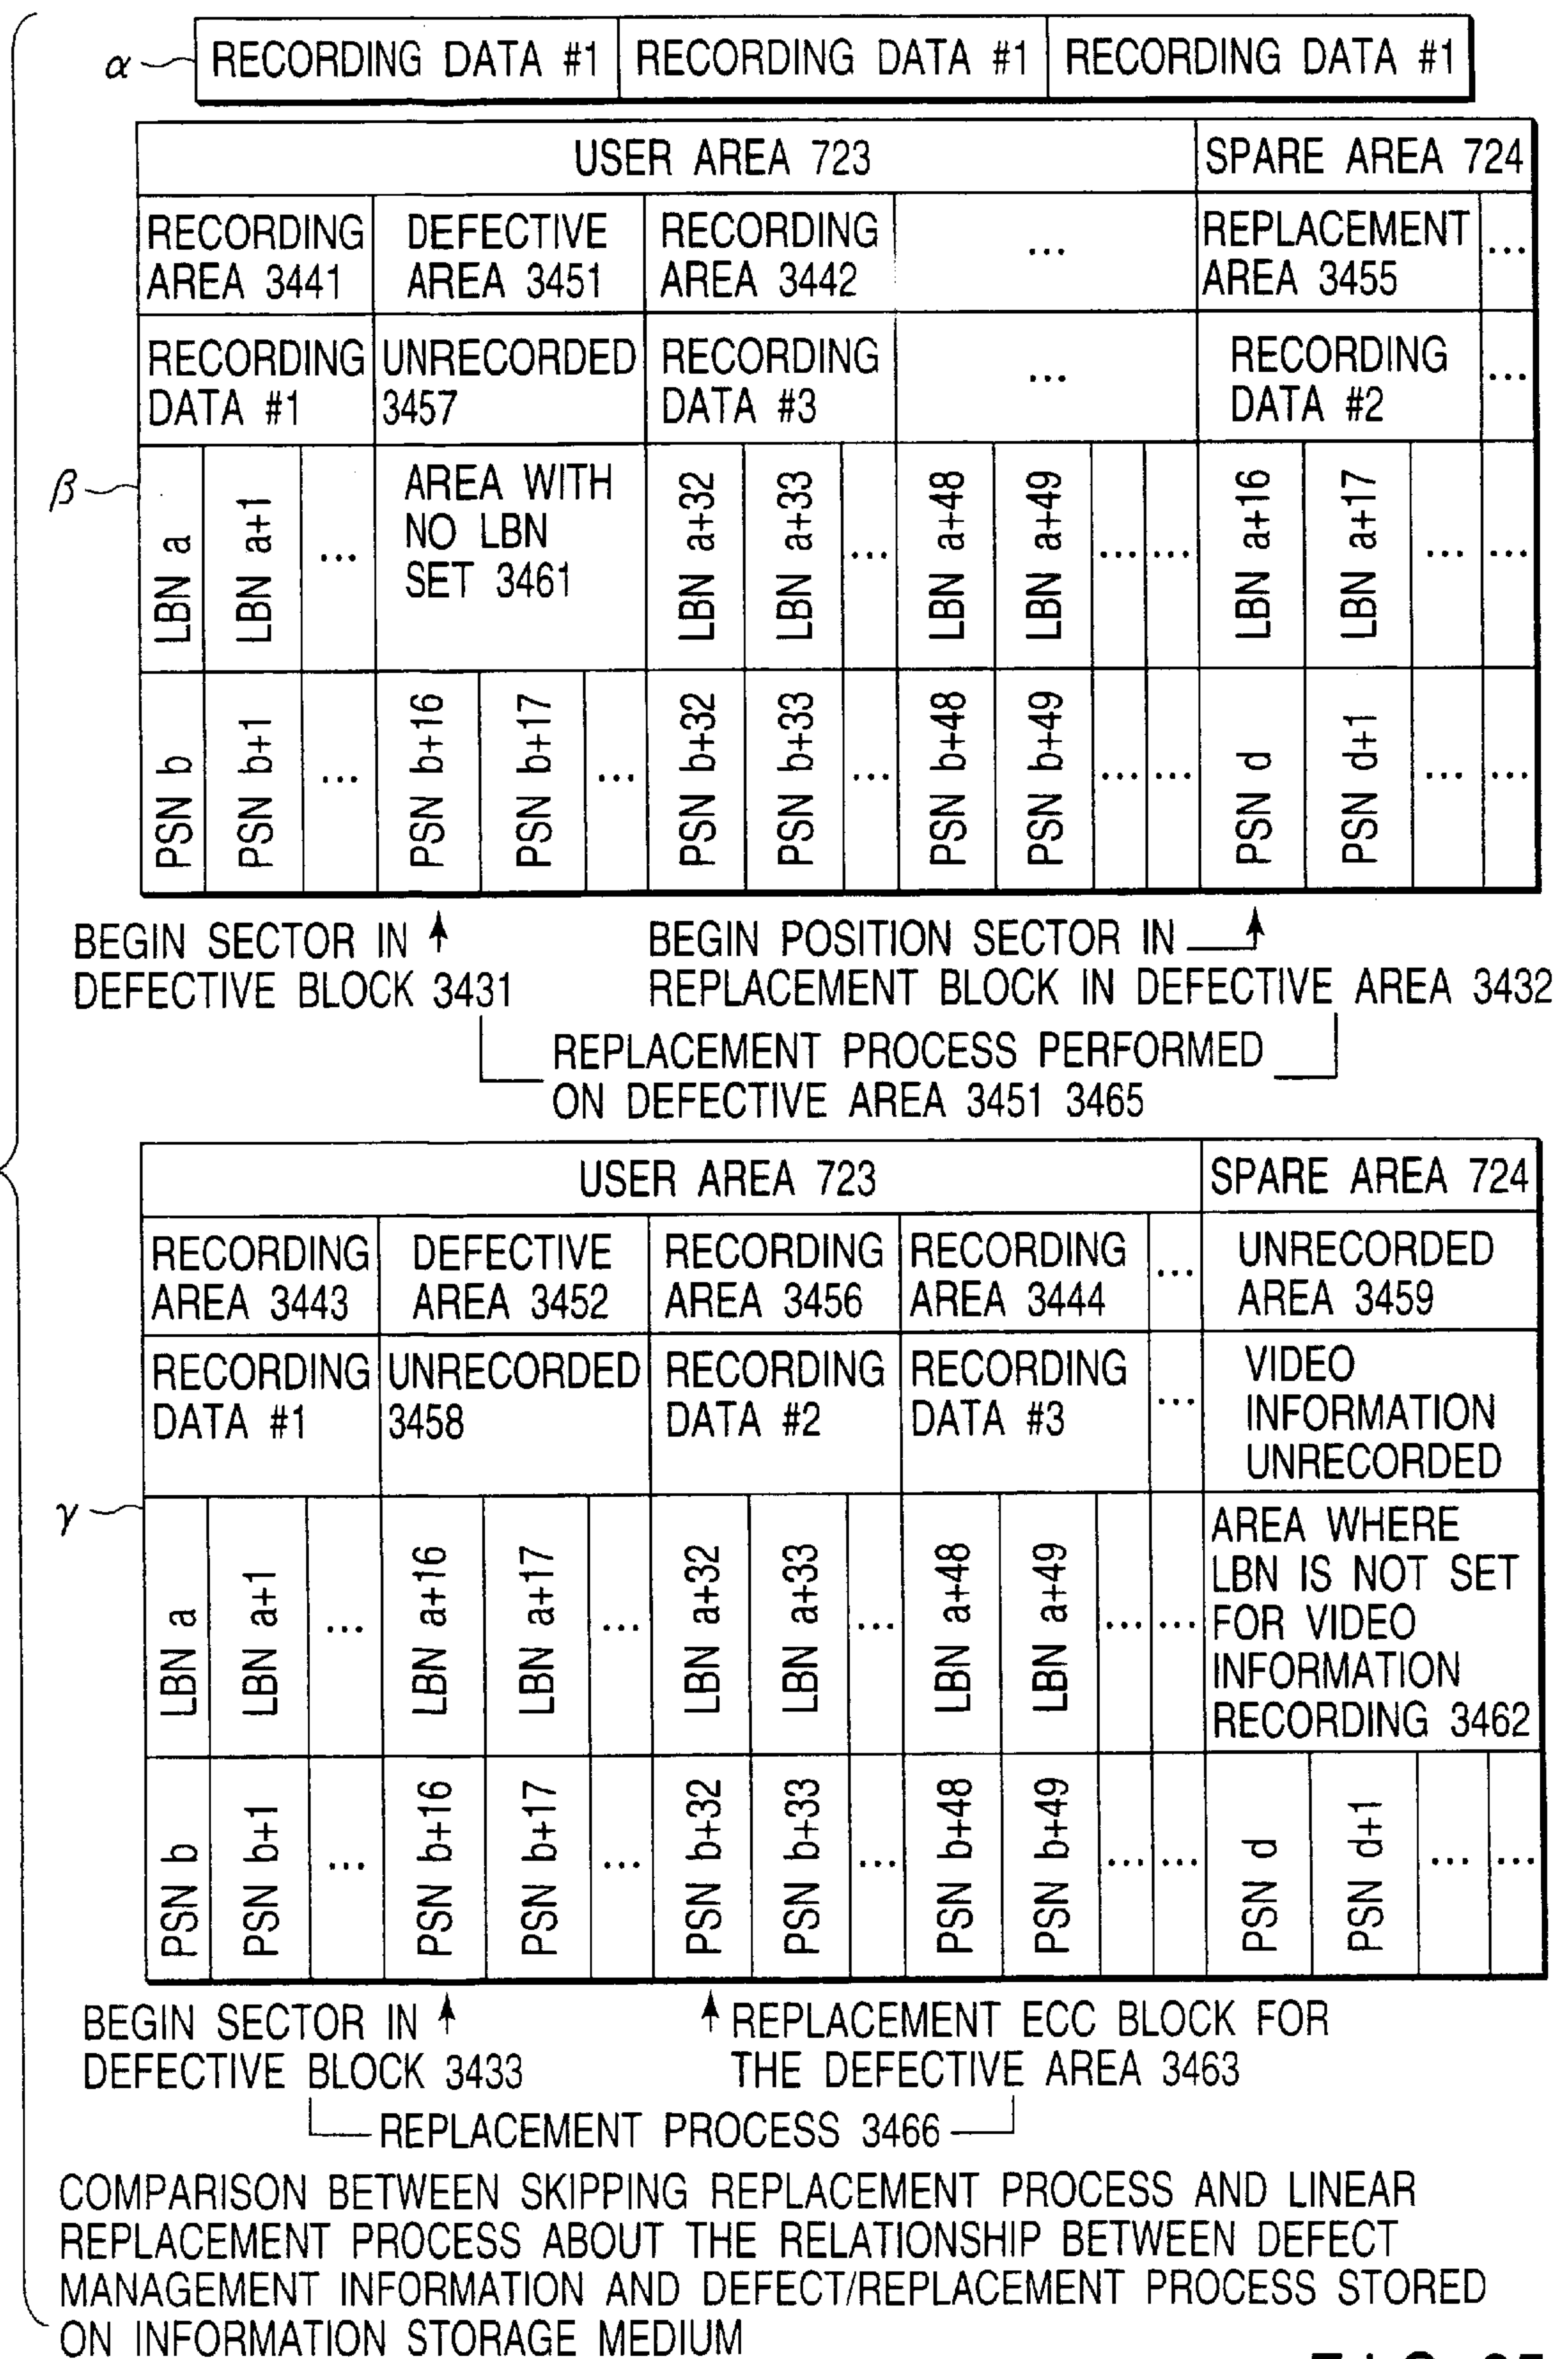 α
RECORDING DATA #1 RECORDING DATA #1 RECORDING DATA #1
USER AREA 723 SPARE AREA 724
RECORDING AREA 3441 DEFECTIVE AREA 3451 RECORDING AREA 3442 ... REPLACEMENT AREA 3455 ...
RECORDING DATA #1 UNRECORDED 3457 RECORDING DATA #3 ... RECORDING DATA #2 ...
β
LBN a LBN a+1 ... AREA WITH NO LBN SET 3461 LBN a+32 LBN a+33 ... LBN a+48 LBN a+49 ... ... LBN a+16 LBN a+17 ... ...
PSN b PSN b+1 ... PSN b+16 PSN b+17 ... PSN b+32 PSN b+33 ... PSN b+48 PSN b+49 ... ... PSN d PSN d+1 ... ...
BEGIN SECTOR IN
DEFECTIVE BLOCK 3431
BEGIN POSITION SECTOR IN
REPLACEMENT BLOCK IN DEFECTIVE AREA 3432
REPLACEMENT PROCESS PERFORMED
ON DEFECTIVE AREA 3451 3465
USER AREA 723 SPARE AREA 724
RECORDING AREA 3443 DEFECTIVE AREA 3452 RECORDING AREA 3456 RECORDING AREA 3444 ... UNRECORDED AREA 3459
RECORDING DATA #1 UNRECORDED 3458 RECORDING DATA #2 RECORDING DATA #3 ... VIDEO INFORMATION UNRECORDED
γ
LBN a LBN a+1 ... LBN a+16 LBN a+17 ... LBN a+32 LBN a+33 ... LBN a+48 LBN a+49 ... ... AREA WHERE LBN IS NOT SET FOR VIDEO INFORMATION RECORDING 3462
PSN b PSN b+1 ... PSN b+16 PSN b+17 ... PSN b+32 PSN b+33 ... PSN b+48 PSN b+49 ... ... PSN d PSN d+1 ... ...
BEGIN SECTOR IN
DEFECTIVE BLOCK 3433
REPLACEMENT ECC BLOCK FOR
THE DEFECTIVE AREA 3463
REPLACEMENT PROCESS 3466
COMPARISON BETWEEN SKIPPING REPLACEMENT PROCESS AND LINEAR
REPLACEMENT PROCESS ABOUT THE RELATIONSHIP BETWEEN DEFECT
MANAGEMENT INFORMATION AND DEFECT/REPLACEMENT PROCESS STORED
ON INFORMATION STORAGE MEDIUM